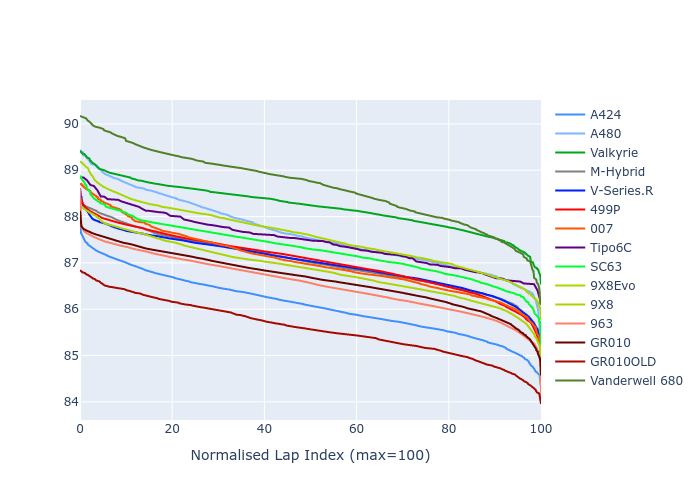 90
89
88
87
86
85
84
0
20
40
60
80
100
Normalised Lap Index (max=100)
A424
A480
Valkyrie
M-Hybrid
V-Series.R
499P
007
Tipo6C
SC63
9X8Evo
9X8
963
GR010
GR010OLD
Vanderwell 680